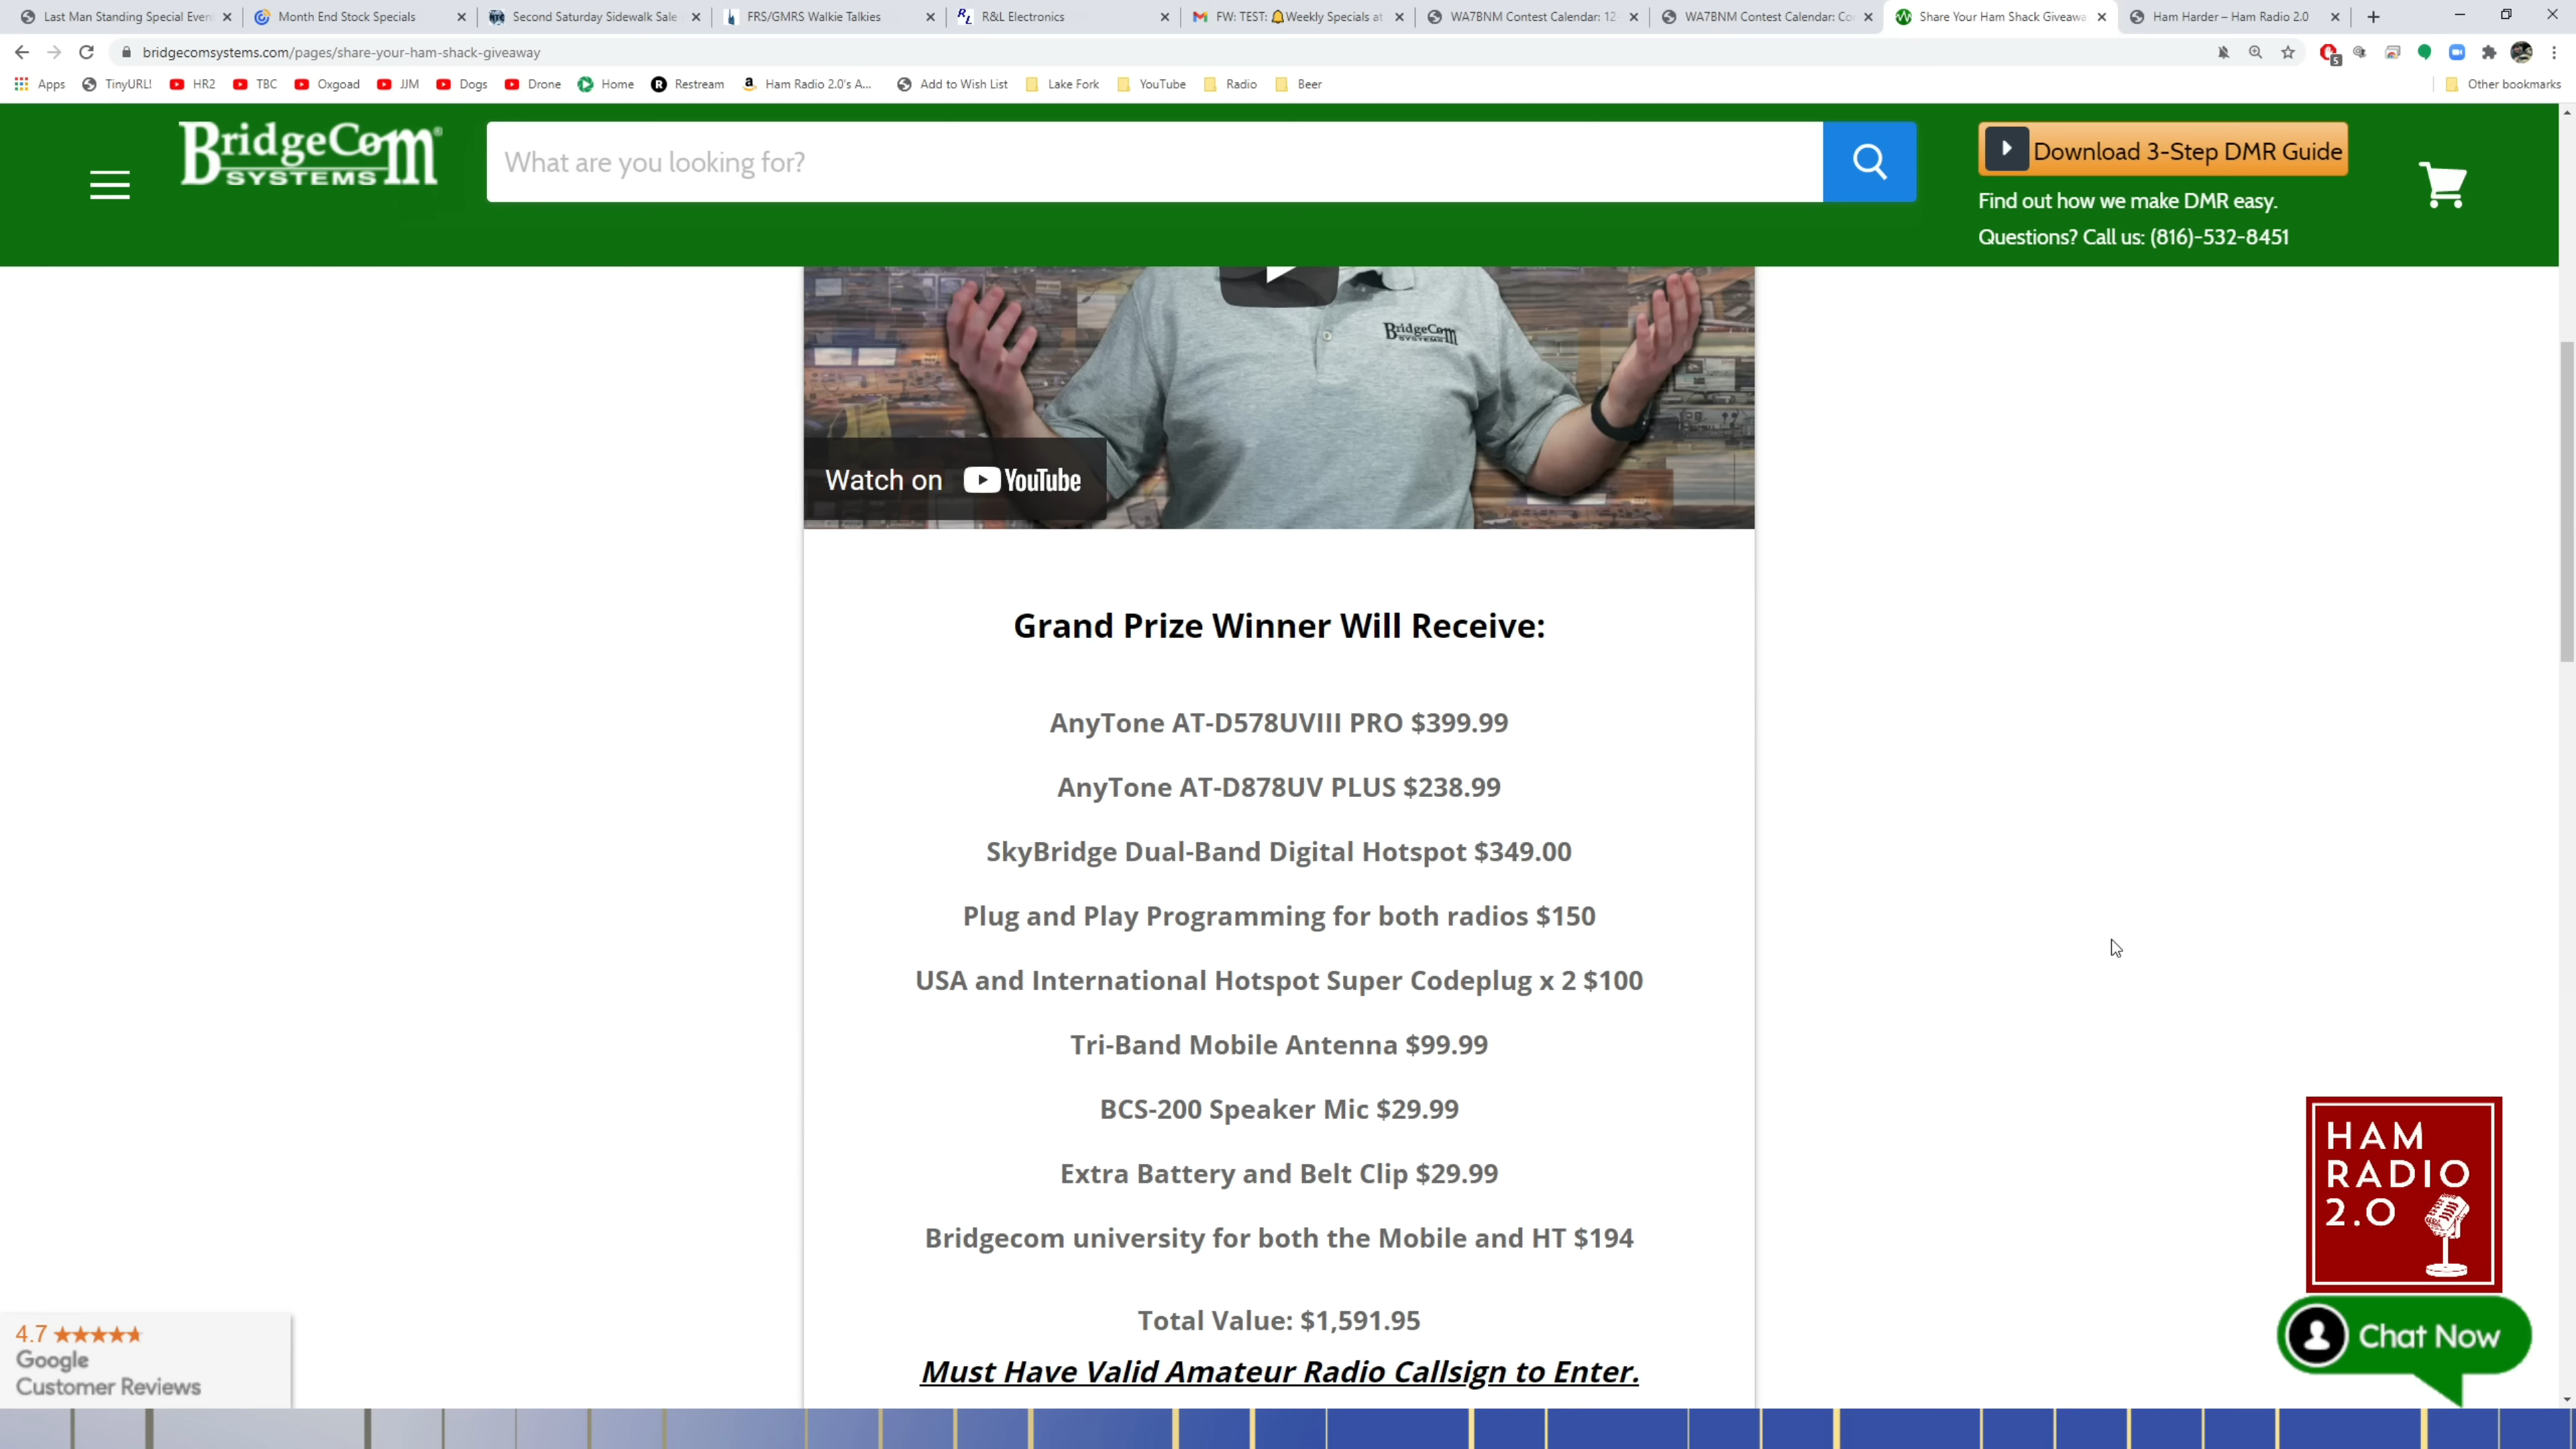 Last Man Standing Special Even
Month End Stock Specials
Second Saturday Sidewalk Sale
FRS/GMRS Walkie Talkies
RL R&L Electronics
FW: TEST: 🔔Weekly Specials at
WA7BNM Contest Calendar: 12-
WA7BNM Contest Calendar: Co
Share Your Ham Shack Giveawa
Ham Harder – Ham Radio 2.0
bridgecomsystems.com/pages/share-your-ham-shack-giveaway
5
Apps TinyURL! HR2 TBC Oxgoad JJM Dogs Drone Home Restream Ham Radio 2.0's A... Add to Wish List Lake Fork YouTube Radio Beer Other bookmarks
BridgeCom®
SYSTEMS
What are you looking for?
Download 3-Step DMR Guide
Find out how we make DMR easy.
Questions? Call us: (816)-532-8451
BridgeCom
SYSTEMS
Watch on YouTube
Grand Prize Winner Will Receive:
AnyTone AT-D578UVIII PRO $399.99
AnyTone AT-D878UV PLUS $238.99
SkyBridge Dual-Band Digital Hotspot $349.00
Plug and Play Programming for both radios $150
USA and International Hotspot Super Codeplug x 2 $100
Tri-Band Mobile Antenna $99.99
BCS-200 Speaker Mic $29.99
Extra Battery and Belt Clip $29.99
Bridgecom university for both the Mobile and HT $194
Total Value: $1,591.95
Must Have Valid Amateur Radio Callsign to Enter.
HAM
RADIO
2.0
Chat Now
4.7 ★★★★★
Google
Customer Reviews